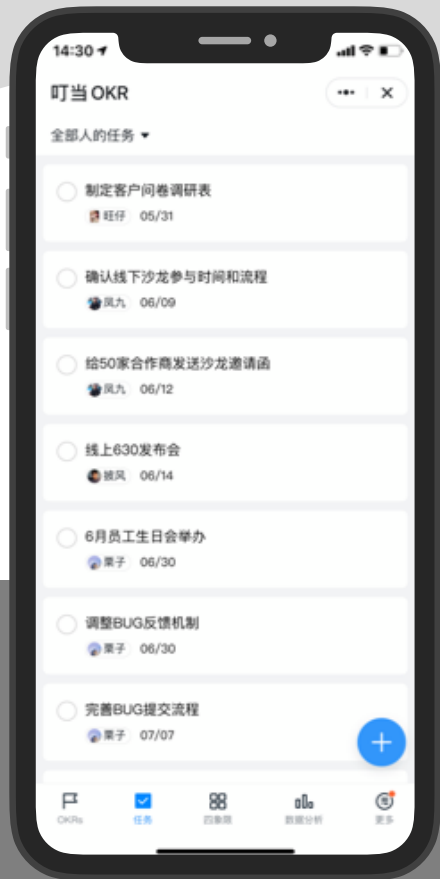 14:30
叮当OKR
全部人的任务
制定客户问卷调研表
旺仔 05/31
确认线下沙龙参与时间和流程
凤九 06/09
给50家合作商发送沙龙邀请函
凤九 06/12
线上630发布会
披风 06/14
6月员工生日会举办
栗子 06/30
调整BUG反馈机制
栗子 06/30
完善BUG提交流程
栗子 07/07
OKRs 任务 四象限 数据分析 更多